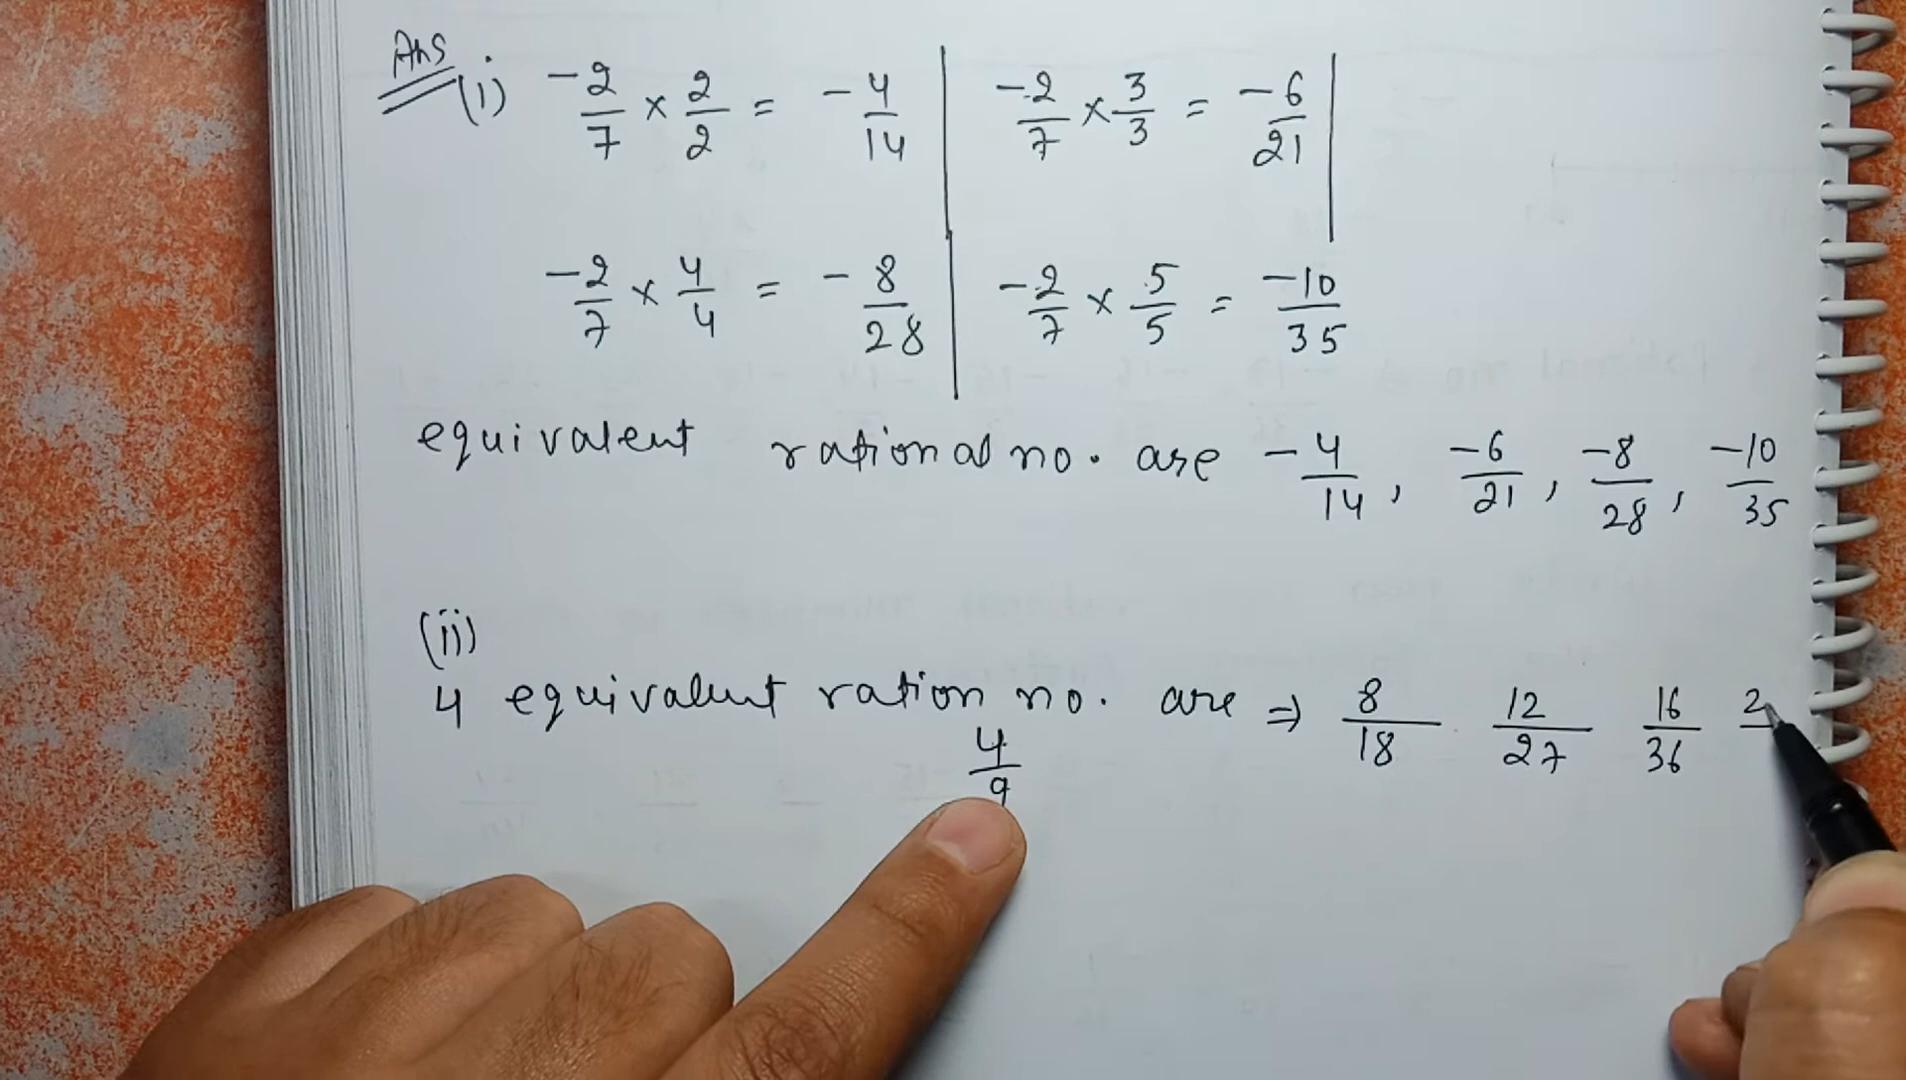 Ans
(i) -2/7 × 2/2 = -4/14 | -2/7 × 3/3 = -6/21 |
-2/7 × 4/4 = -8/28 | -2/7 × 5/5 = -10/35
equivalent rational no. are -4/14, -6/21, -8/28, -10/35
(ii)
4 equivalent ration no. are ⇒ 8/18 12/27 16/36 2
4/9